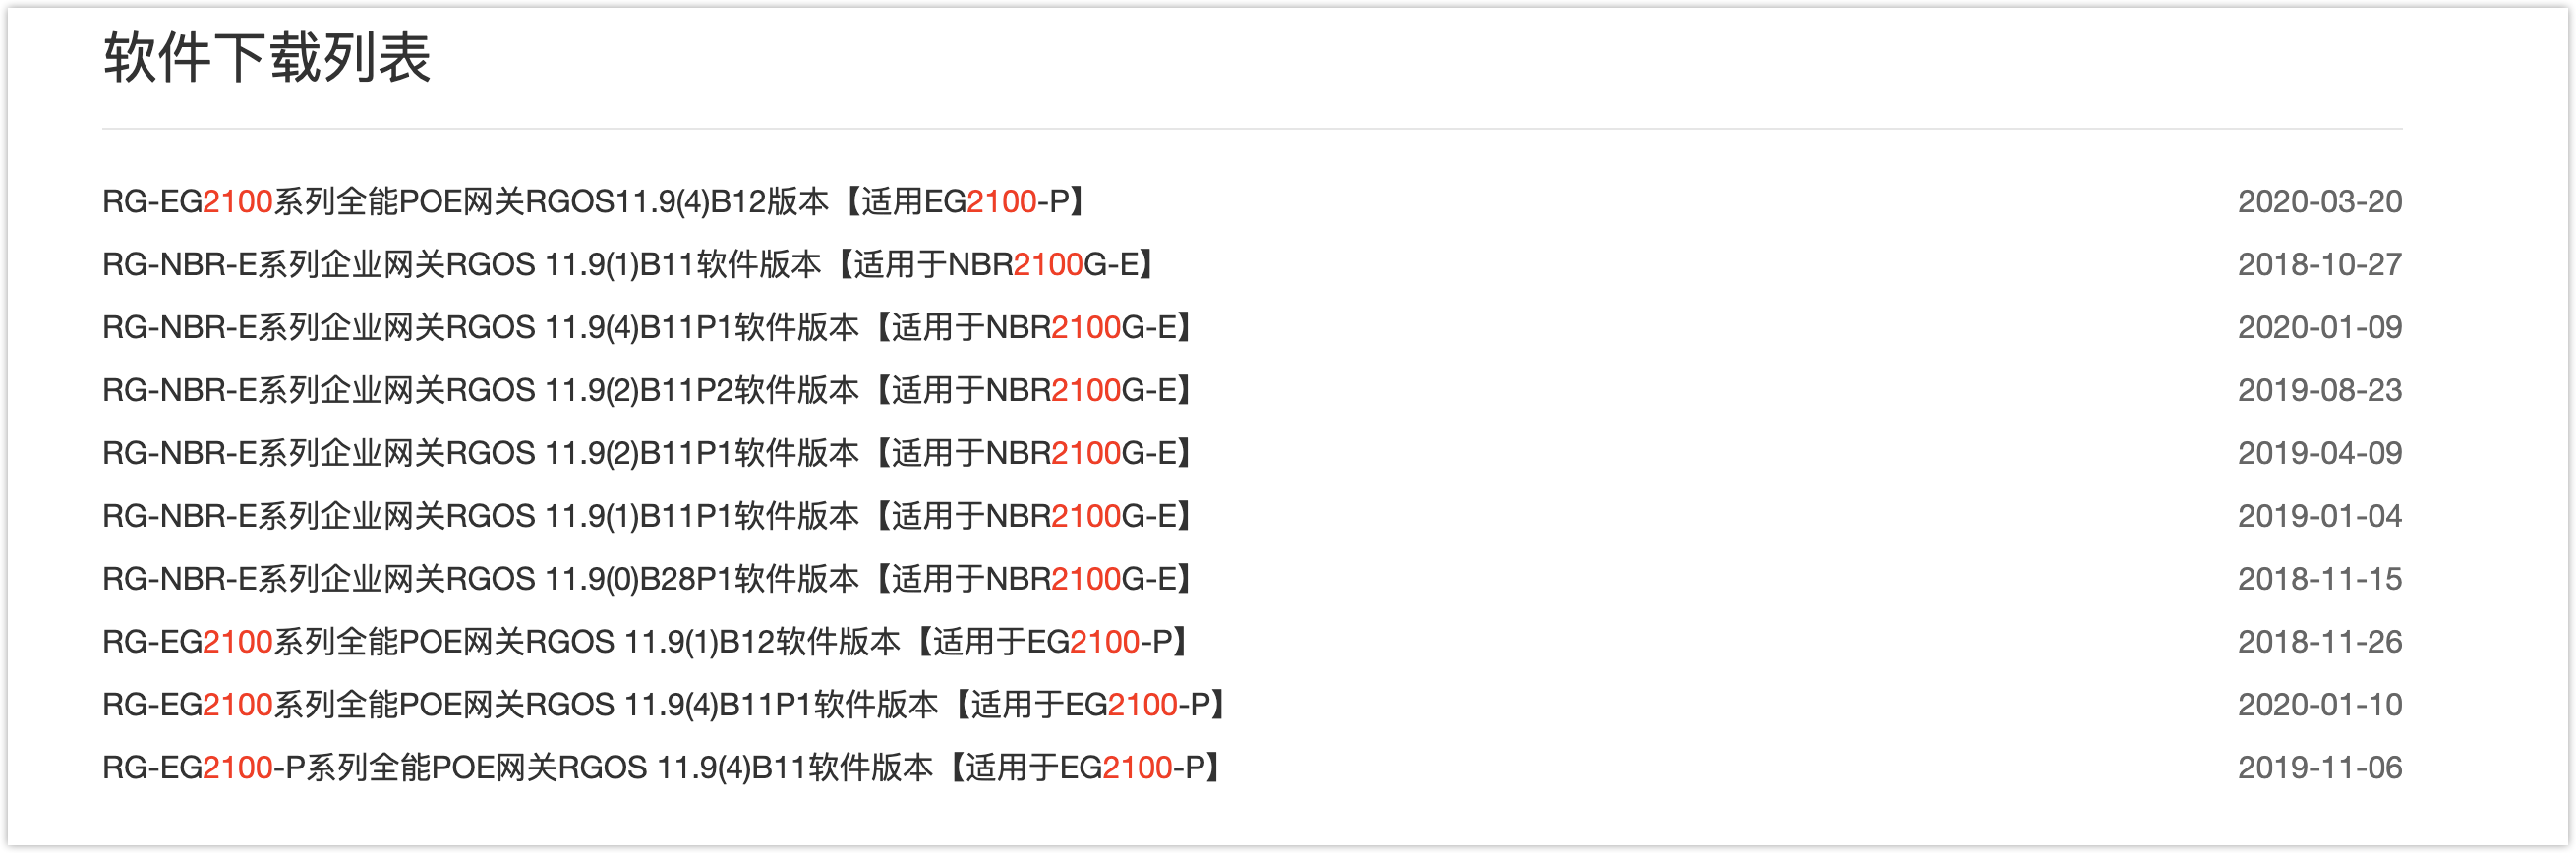 软件下载列表
RG-EG2100系列全能POE网关RGOS11.9(4)B12版本【适用EG2100-P】 2020-03-20
RG-NBR-E系列企业网关RGOS 11.9(1)B11软件版本【适用于NBR2100G-E】 2018-10-27
RG-NBR-E系列企业网关RGOS 11.9(4)B11P1软件版本【适用于NBR2100G-E】 2020-01-09
RG-NBR-E系列企业网关RGOS 11.9(2)B11P2软件版本【适用于NBR2100G-E】 2019-08-23
RG-NBR-E系列企业网关RGOS 11.9(2)B11P1软件版本【适用于NBR2100G-E】 2019-04-09
RG-NBR-E系列企业网关RGOS 11.9(1)B11P1软件版本【适用于NBR2100G-E】 2019-01-04
RG-NBR-E系列企业网关RGOS 11.9(0)B28P1软件版本【适用于NBR2100G-E】 2018-11-15
RG-EG2100系列全能POE网关RGOS 11.9(1)B12软件版本【适用于EG2100-P】 2018-11-26
RG-EG2100系列全能POE网关RGOS 11.9(4)B11P1软件版本【适用于EG2100-P】 2020-01-10
RG-EG2100-P系列全能POE网关RGOS 11.9(4)B11软件版本【适用于EG2100-P】 2019-11-06